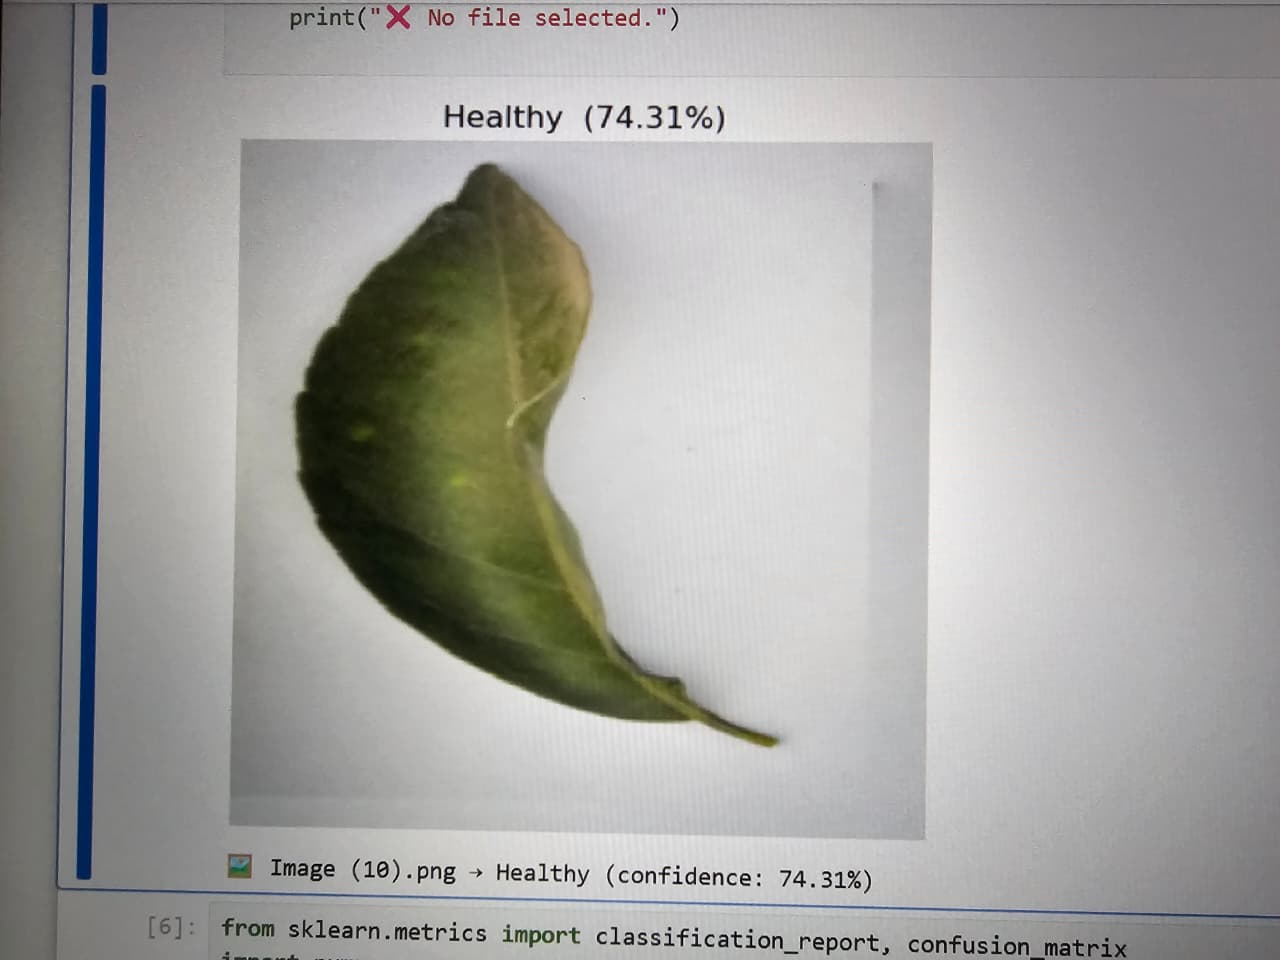 print("❌ No file selected.")
Healthy (74.31%)
🖼️ Image (10).png → Healthy (confidence: 74.31%)
[6]: from sklearn.metrics import classification_report, confusion_matrix
import